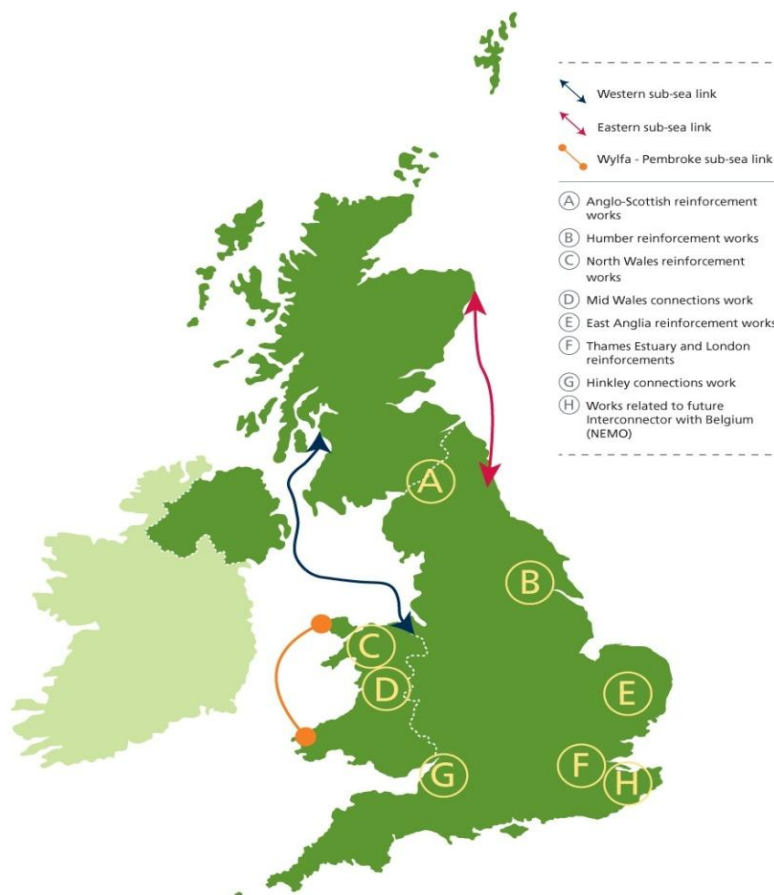 Western sub-sea link
Eastern sub-sea link
Wylfa - Pembroke sub-sea link
A Anglo-Scottish reinforcement
works
B Humber reinforcement works
C North Wales reinforcement
works
D Mid Wales connections work
E East Anglia reinforcement works
F Thames Estuary and London
reinforcements
G Hinkley connections work
H Works related to future
Interconnector with Belgium
(NEMO)
A
B
C
D
E
F
G
H